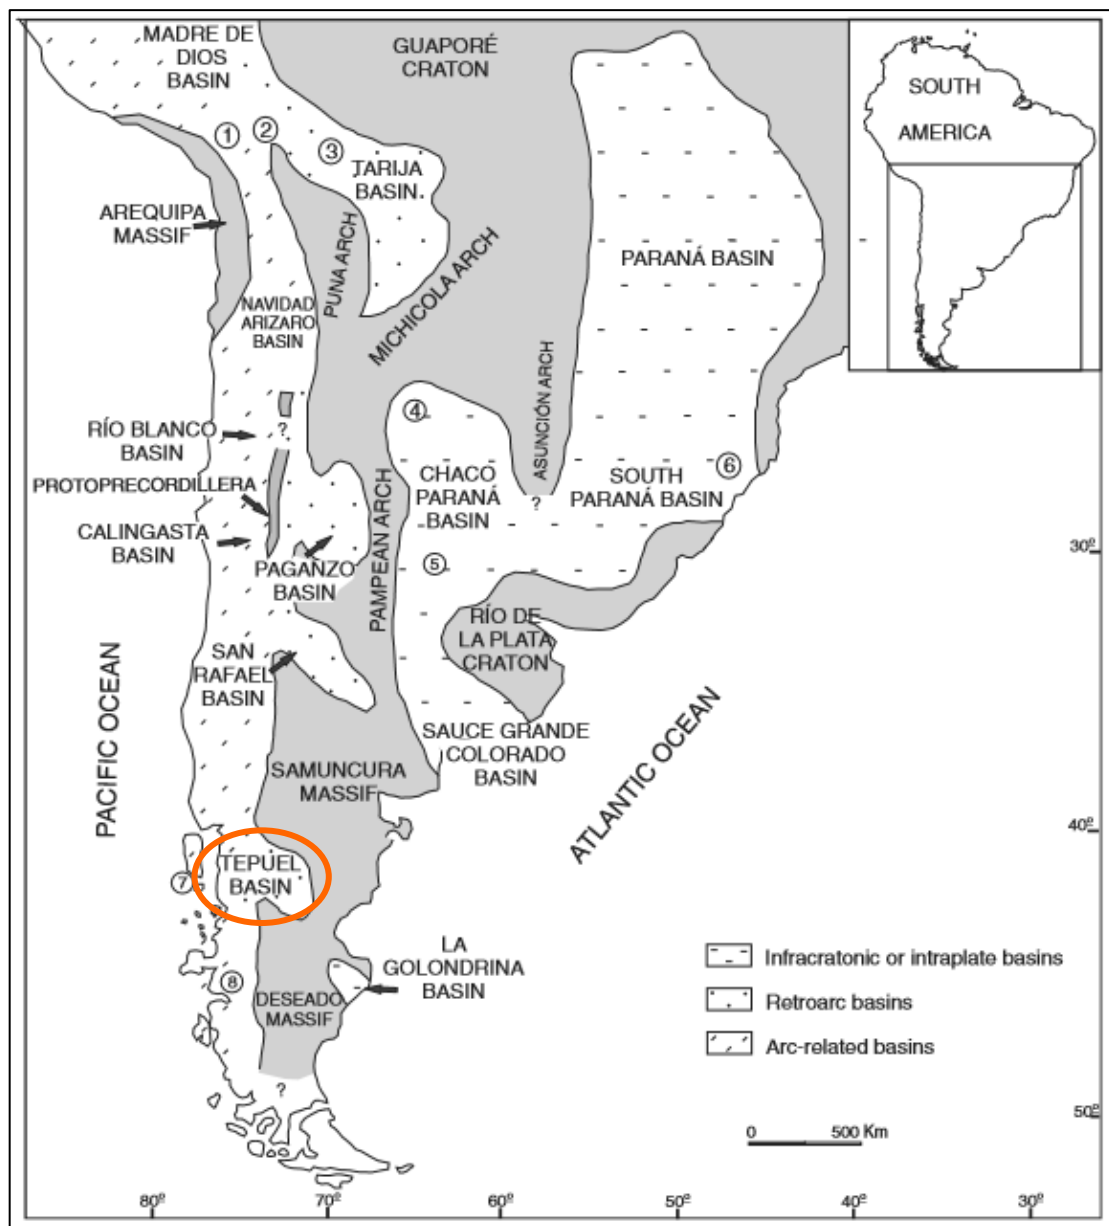 MADRE DE
DIOS
BASIN
GUAPORÉ
CRATON
SOUTH
AMERICA
1
2
3
TARIJA
BASIN
AREQUIPA
MASSIF
PUNA ARCH
MICHICOLA ARCH
PARANÁ BASIN
NAVIDAD
ARIZARO
BASIN
ASUNCIÓN ARCH
4
RÍO BLANCO
BASIN
?
PROTOPRECORDILLERA
CHACO
PARANÁ
BASIN
6
SOUTH
PARANÁ BASIN
?
CALINGASTA
BASIN
PAGANZO
BASIN
PAMPEAN ARCH
5
30º
RÍO DE
LA PLATA
CRATON
SAN
RAFAEL
BASIN
PACIFIC OCEAN
SAUCE GRANDE
COLORADO
BASIN
ATLANTIC OCEAN
SAMUNCURA
MASSIF
40º
TEPUEL
BASIN
7
LA
GOLONDRINA
BASIN
8
DESEADO
MASSIF
Infracratonic or intraplate basins
Retroarc basins
Arc-related basins
?
50º
0 500 Km
80º 70º 60º 50º 40º 30º